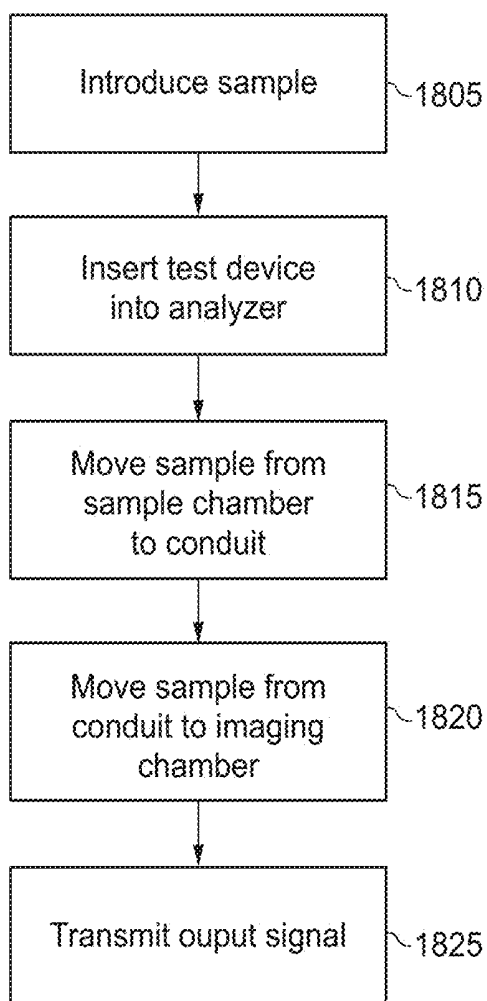 Introduce sample
1805
Insert test device
into analyzer
1810
Move sample from
sample chamber
to conduit
1815
Move sample from
conduit to imaging
chamber
1820
Transmit ouput signal
1825